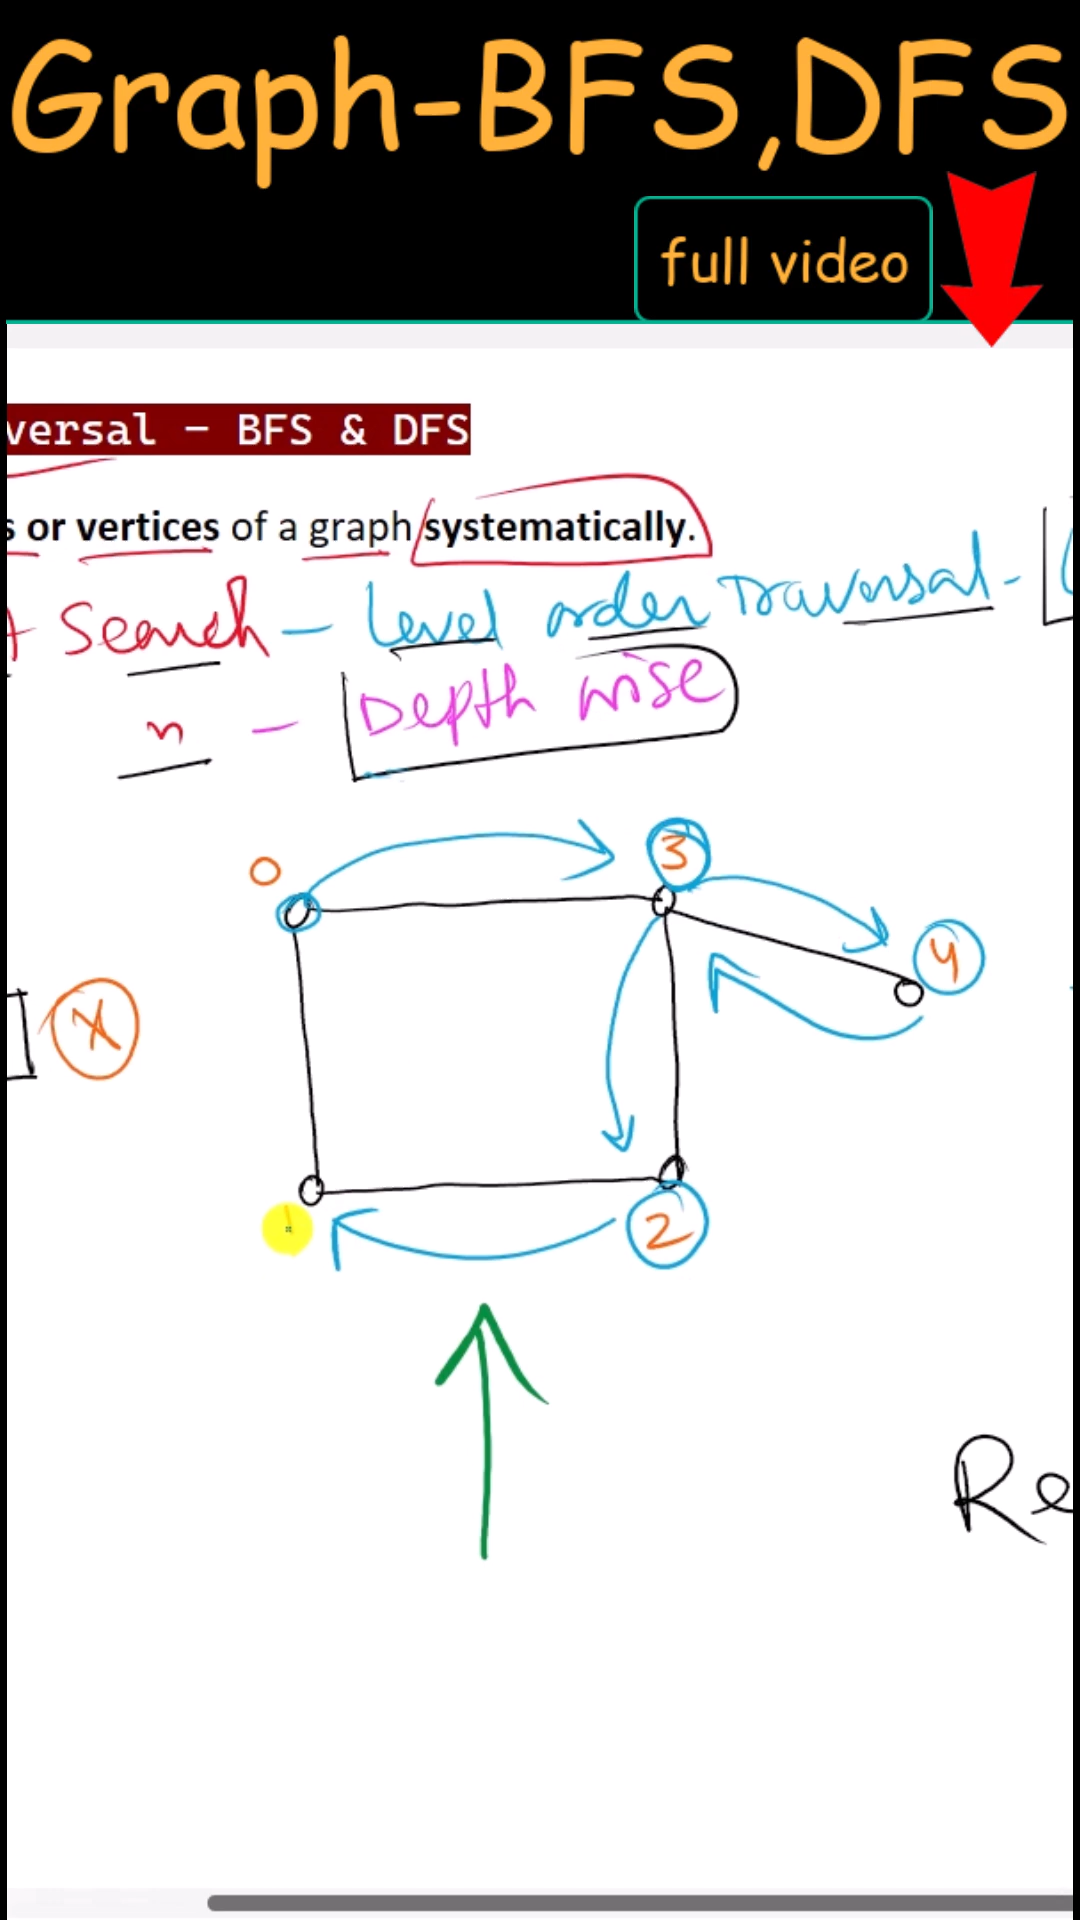 Graph-BFS,DFS
full video
versal – BFS & DFS
s or vertices of a graph systematically.
Search – Level order Traversal -
n - Depth wise
0
3
4
X
2
Re